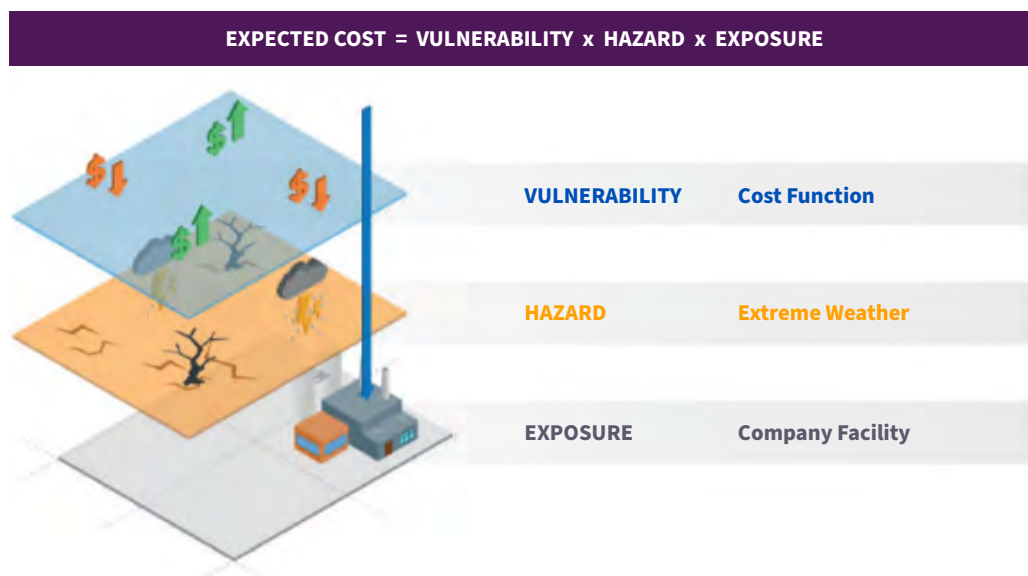 EXPECTED COST = VULNERABILITY x HAZARD x EXPOSURE
VULNERABILITY Cost Function
HAZARD Extreme Weather
EXPOSURE Company Facility